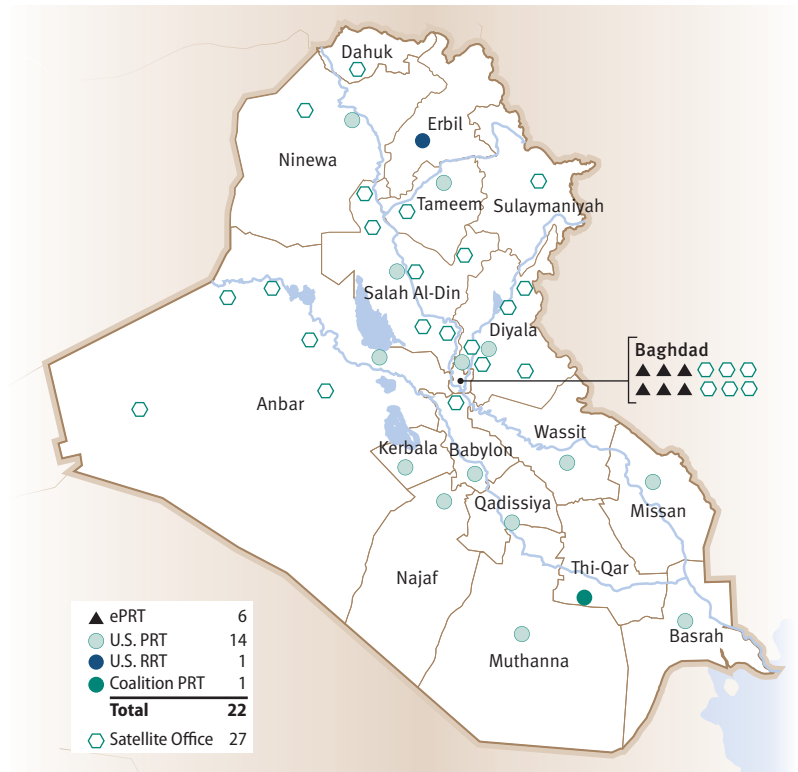 Dahuk
Erbil
Ninewa
Tameem
Sulaymaniyah
Salah Al-Din
Diyala
Baghdad
Anbar
Wassit
Kerbala
Babylon
Qadissiya
Missan
Thi-Qar
Najaf
Basrah
Muthanna
ePRT 6
U.S. PRT 14
U.S. RRT 1
Coalition PRT 1
Total 22
Satellite Office 27